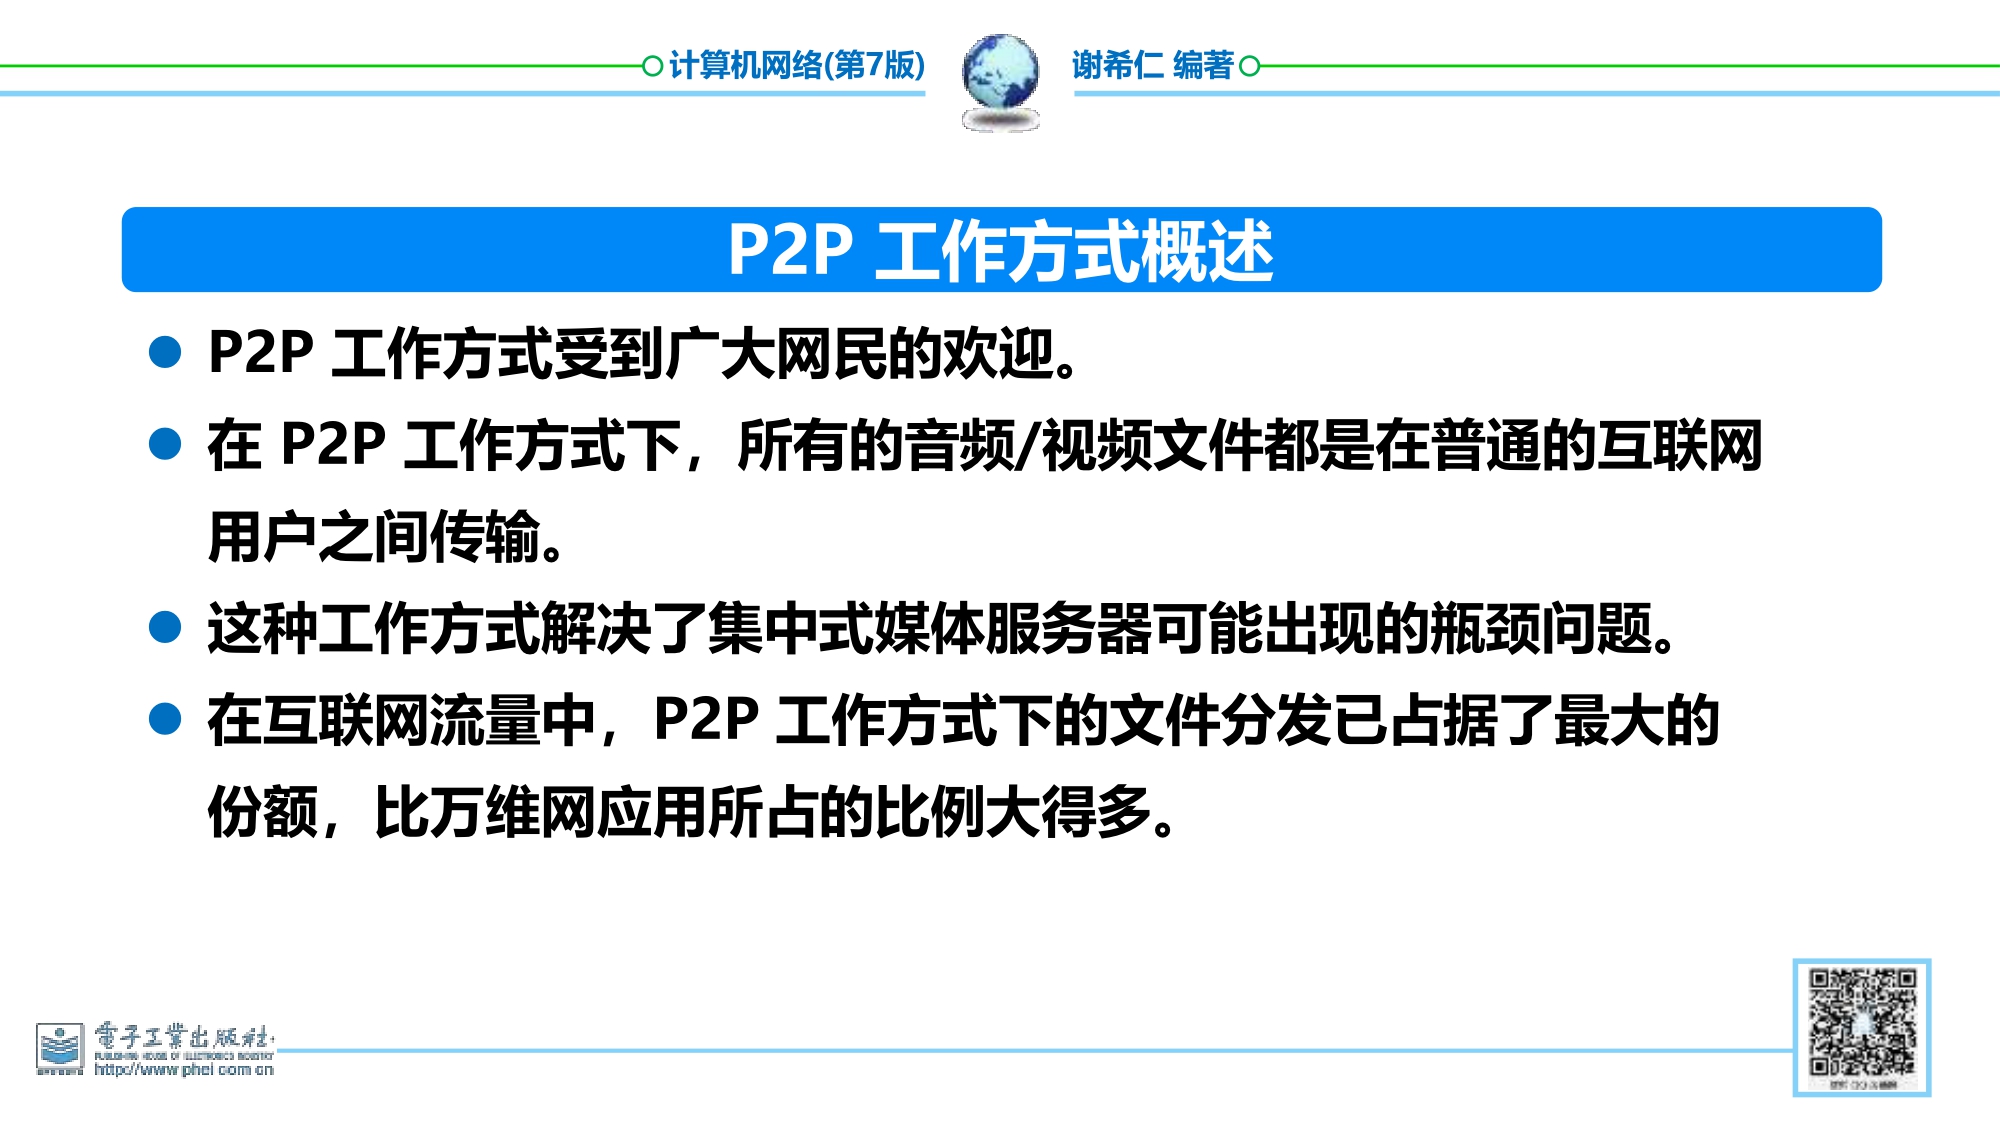 计算机网络(第7版)
谢希仁 编著
P2P 工作方式概述
P2P 工作方式受到广大网民的欢迎。
在 P2P 工作方式下，所有的音频/视频文件都是在普通的互联网
用户之间传输。
这种工作方式解决了集中式媒体服务器可能出现的瓶颈问题。
在互联网流量中，P2P 工作方式下的文件分发已占据了最大的
份额，比万维网应用所占的比例大得多。
電子工業出版社
PUBLISHING HOUSE OF ELECTRONICS INDUSTRY
http://www.phei.com.cn